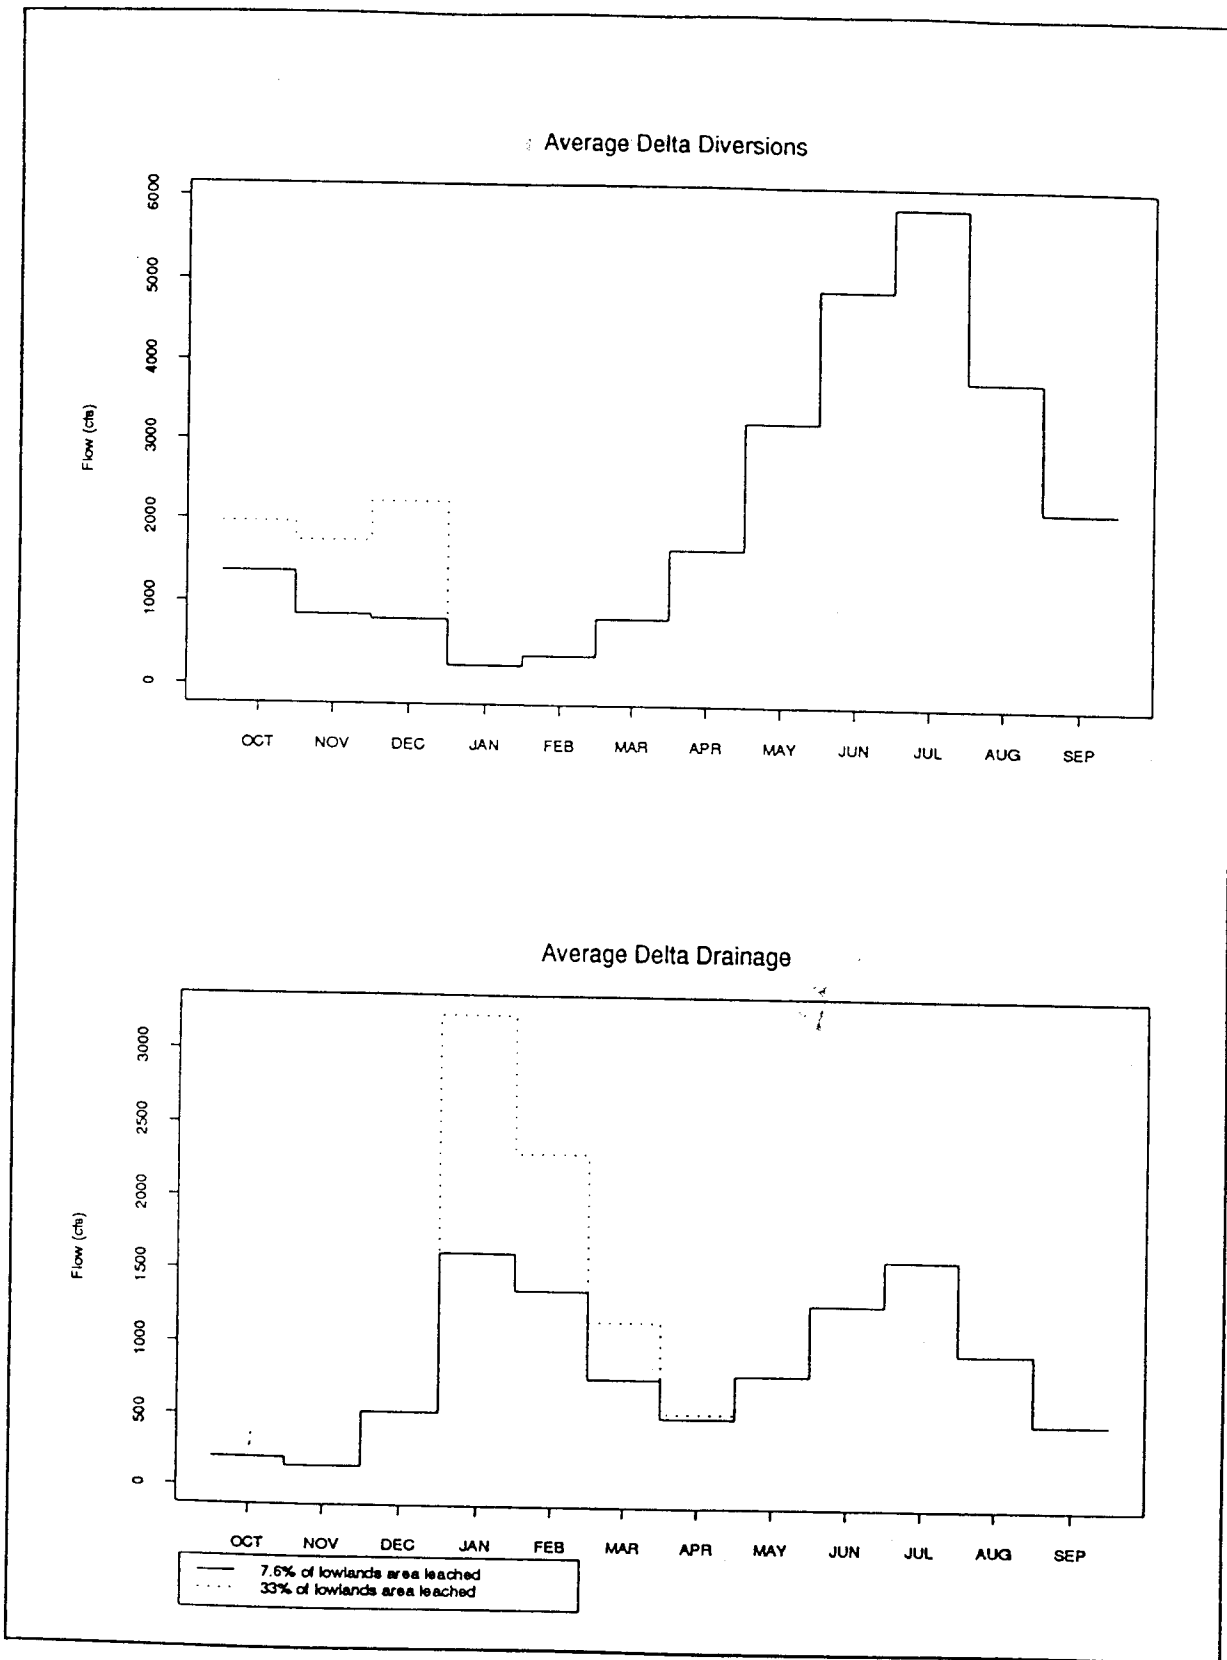 Average Delta Diversions
Flow (cfs)
6000
5000
4000
3000
2000
1000
0
OCT NOV DEC JAN FEB MAR APR MAY JUN JUL AUG SEP
Average Delta Drainage
Flow (cfs)
3000
2500
2000
1500
1000
500
0
OCT NOV DEC JAN FEB MAR APR MAY JUN JUL AUG SEP
7.6% of lowlands area leached
33% of lowlands area leached